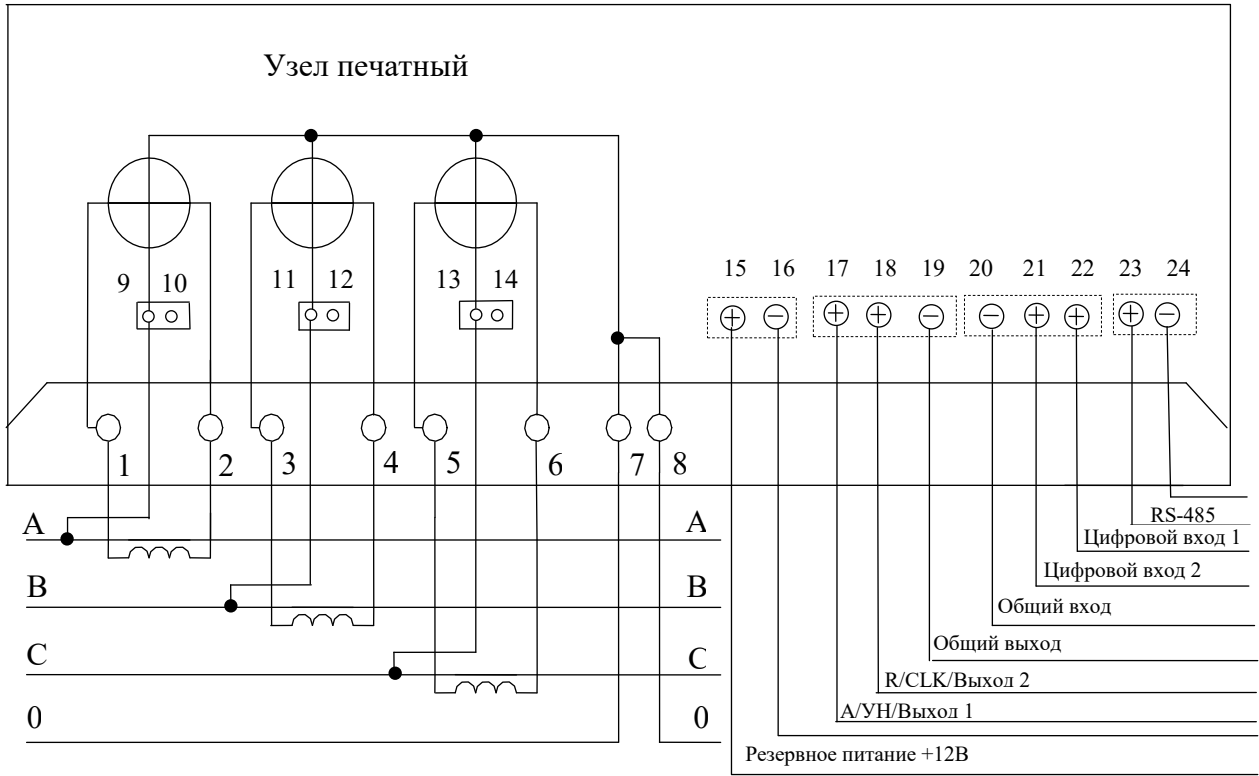 Узел печатный
9 10 11 12 13 14
15 16 17 18 19 20 21 22 23 24
1 2 3 4 5 6 7 8
RS-485
A A
Цифровой вход 1
Цифровой вход 2
B B
Общий вход
Общий выход
C C
R/CLK/Выход 2
А/УН/Выход 1
0 0
Резервное питание +12В